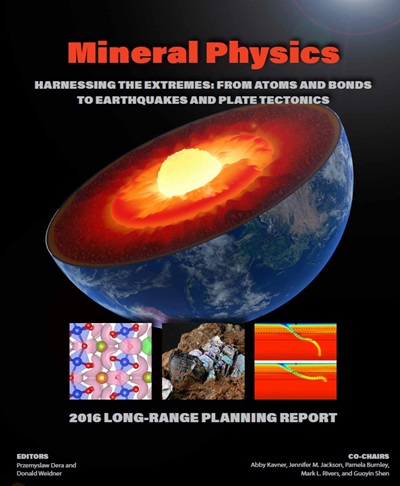 Mineral Physics
HARNESSING THE EXTREMES: FROM ATOMS AND BONDS
TO EARTHQUAKES AND PLATE TECTONICS
2016 LONG-RANGE PLANNING REPORT
EDITORS
Przemyslaw Dera and
Donald Weidner
CO-CHAIRS
Abby Kavner, Jennifer M. Jackson, Pamela Burnley,
Mark L. Rivers, and Guoyin Shen